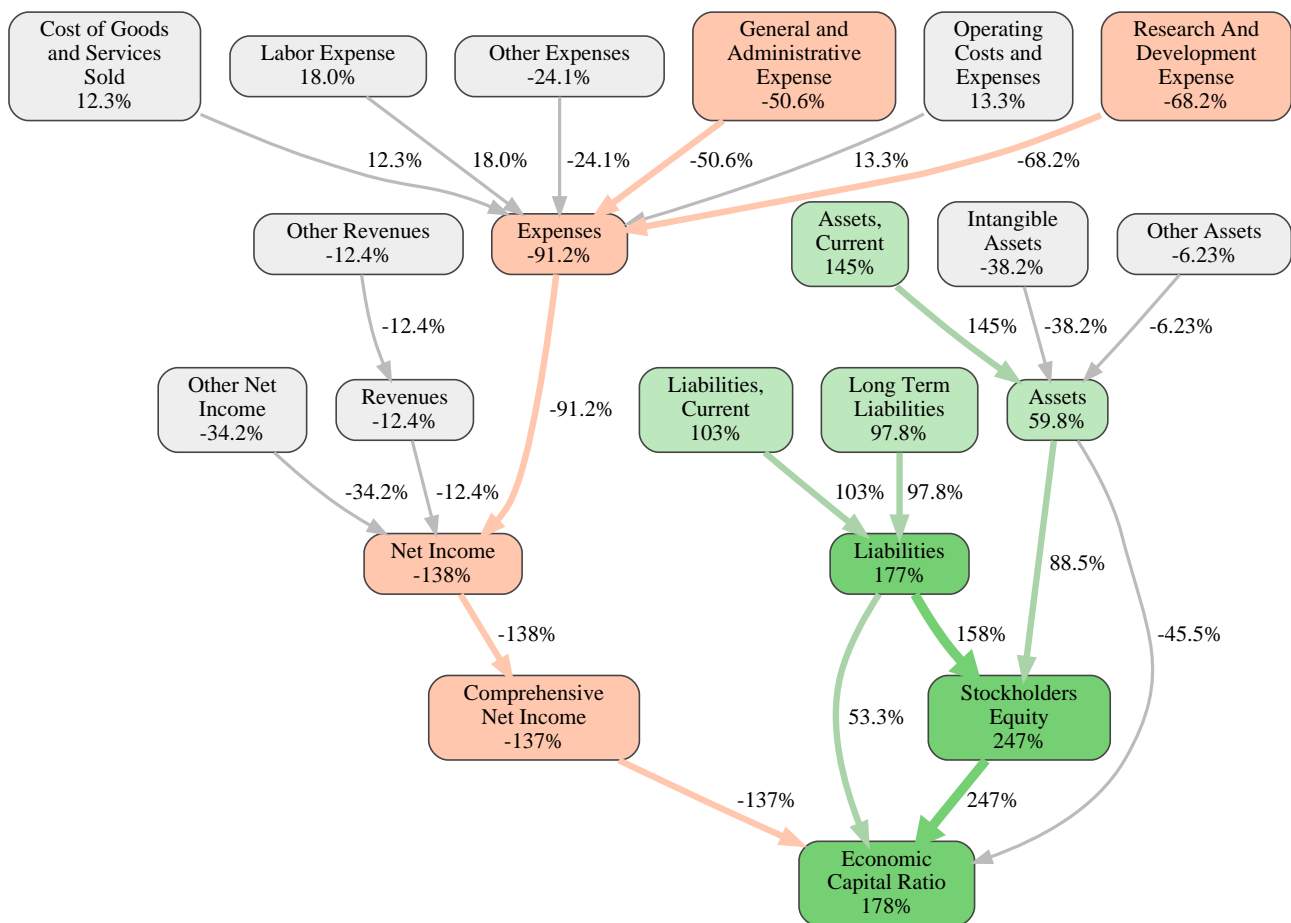 Cost of Goods
and Services
Sold
12.3%
Labor Expense
18.0%
Other Expenses
-24.1%
General and
Administrative
Expense
-50.6%
Operating
Costs and
Expenses
13.3%
Research And
Development
Expense
-68.2%
12.3%
18.0%
-24.1%
-50.6%
13.3%
-68.2%
Other Revenues
-12.4%
Expenses
-91.2%
Assets,
Current
145%
Intangible
Assets
-38.2%
Other Assets
-6.23%
-12.4%
145%
-38.2%
-6.23%
Other Net
Income
-34.2%
Revenues
-12.4%
-91.2%
Liabilities,
Current
103%
Long Term
Liabilities
97.8%
Assets
59.8%
-34.2%
-12.4%
103%
97.8%
Net Income
-138%
Liabilities
177%
88.5%
-138%
158%
-45.5%
Comprehensive
Net Income
-137%
53.3%
Stockholders
Equity
247%
-137%
247%
Economic
Capital Ratio
178%